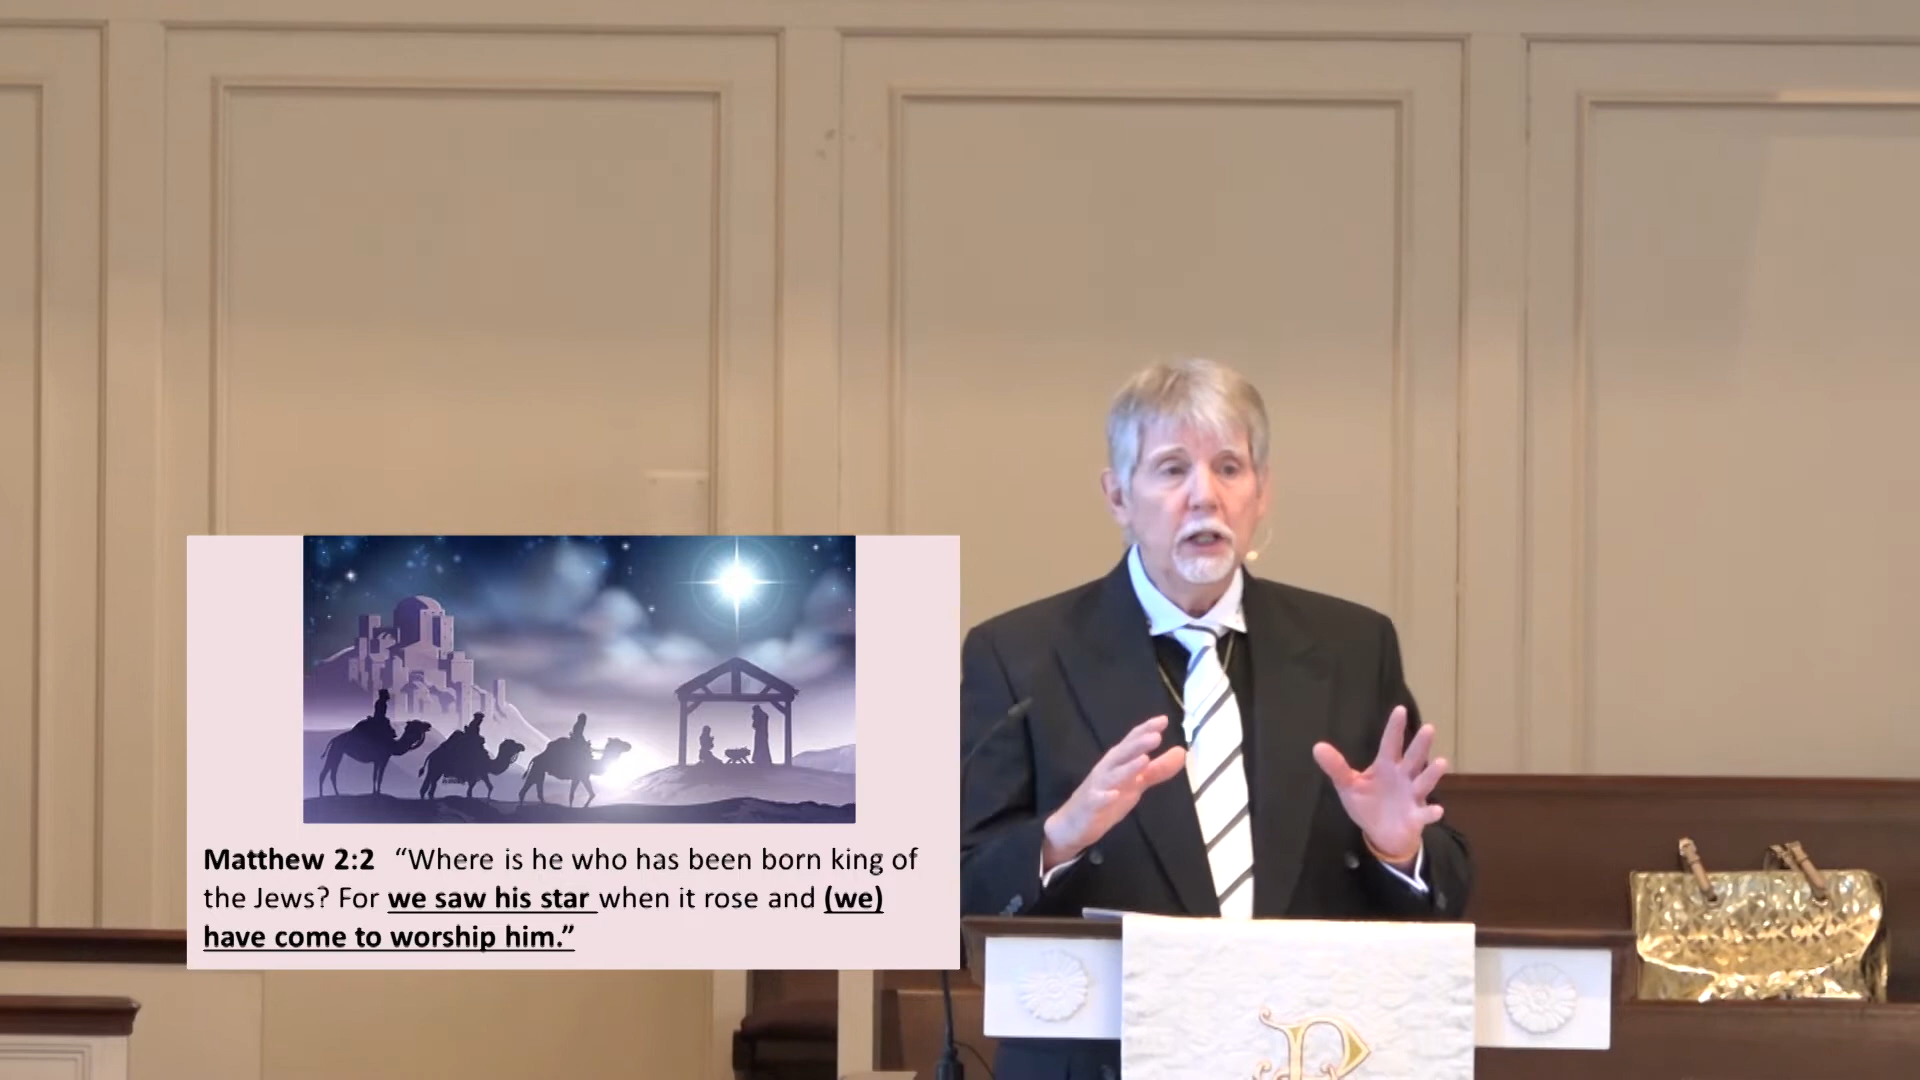 Matthew 2:2 “Where is he who has been born king of
the Jews? For we saw his star when it rose and (we)
have come to worship him.”